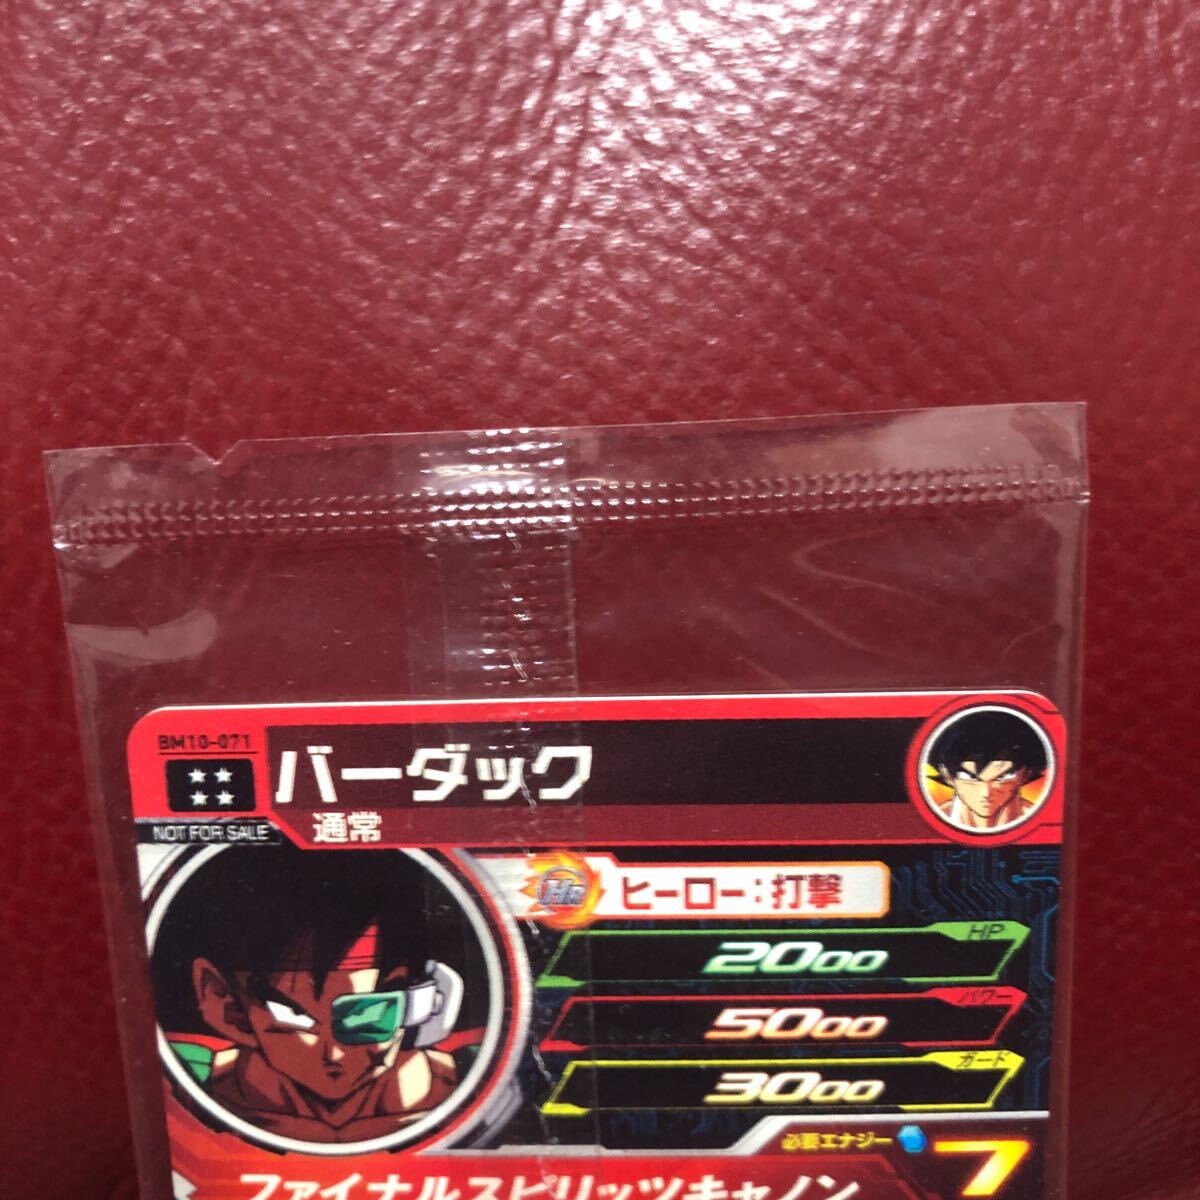 BM10-071
バーダック
NOT FOR SALE
通常
Hr
ヒーロー:打撃
HP
2000
パワー
5000
ガード
3000
必要エナジー
7
ファイナルスピリッツキャノン